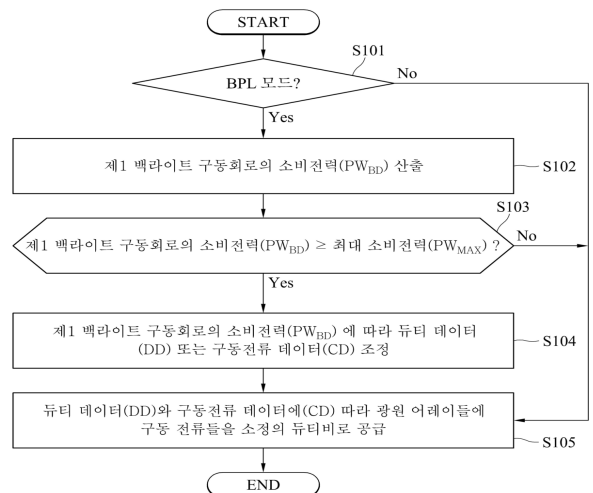 START
S101
BPL 모드?
No
Yes
제1 백라이트 구동회로의 소비전력(PW_BD) 산출
S102
S103
제1 백라이트 구동회로의 소비전력(PW_BD) ≥ 최대 소비전력(PW_MAX) ?
No
Yes
제1 백라이트 구동회로의 소비전력(PW_BD) 에 따라 듀티 데이터
(DD) 또는 구동전류 데이터(CD) 조정
S104
듀티 데이터(DD)와 구동전류 데이터에(CD) 따라 광원 어레이들에
구동 전류들을 소정의 듀티비로 공급
S105
END